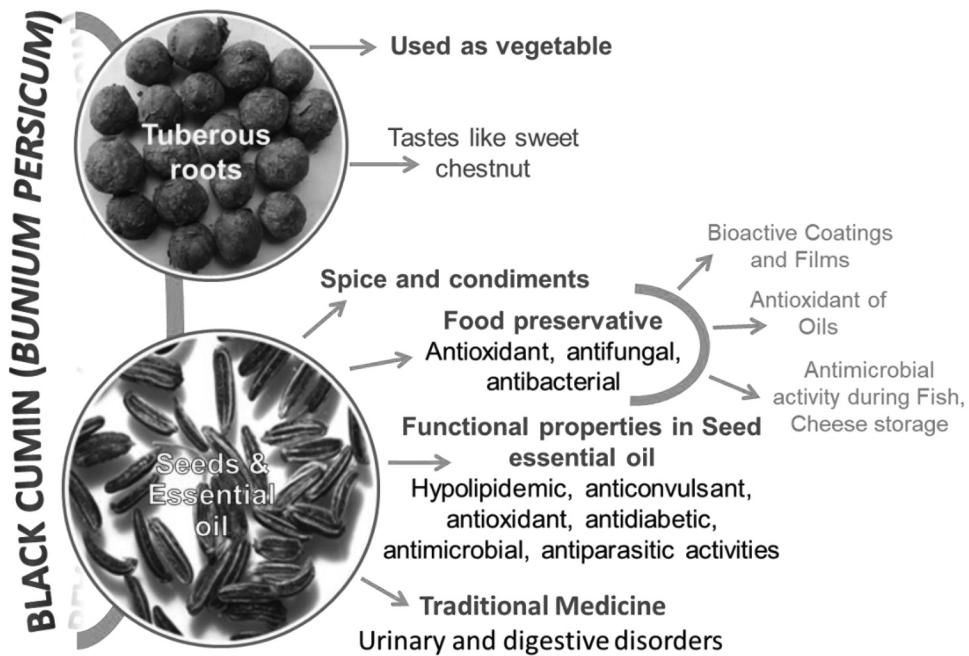 BLACK CUMIN (BUNIUM PERSICUM)
Tuberous
roots
Used as vegetable
Tastes like sweet
chestnut
Seeds &
Essential
oil
Spice and condiments
Food preservative
Antioxidant, antifungal,
antibacterial
Bioactive Coatings
and Films
Antioxidant of
Oils
Antimicrobial
activity during Fish,
Cheese storage
Functional properties in Seed
essential oil
Hypolipidemic, anticonvulsant,
antioxidant, antidiabetic,
antimicrobial, antiparasitic activities
Traditional Medicine
Urinary and digestive disorders